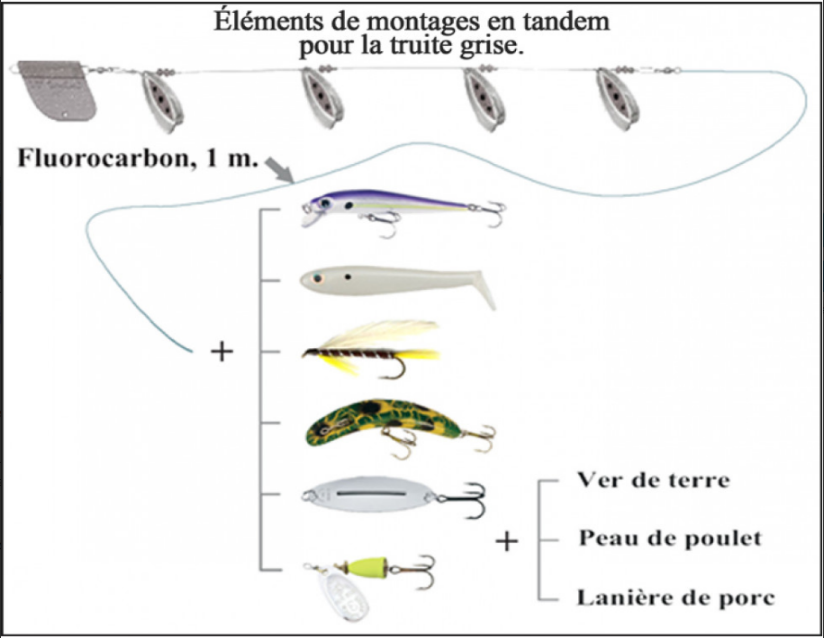 Éléments de montages en tandem
pour la truite grise.
Fluorocarbon, 1 m.
+
+
Ver de terre
Peau de poulet
Lanière de porc